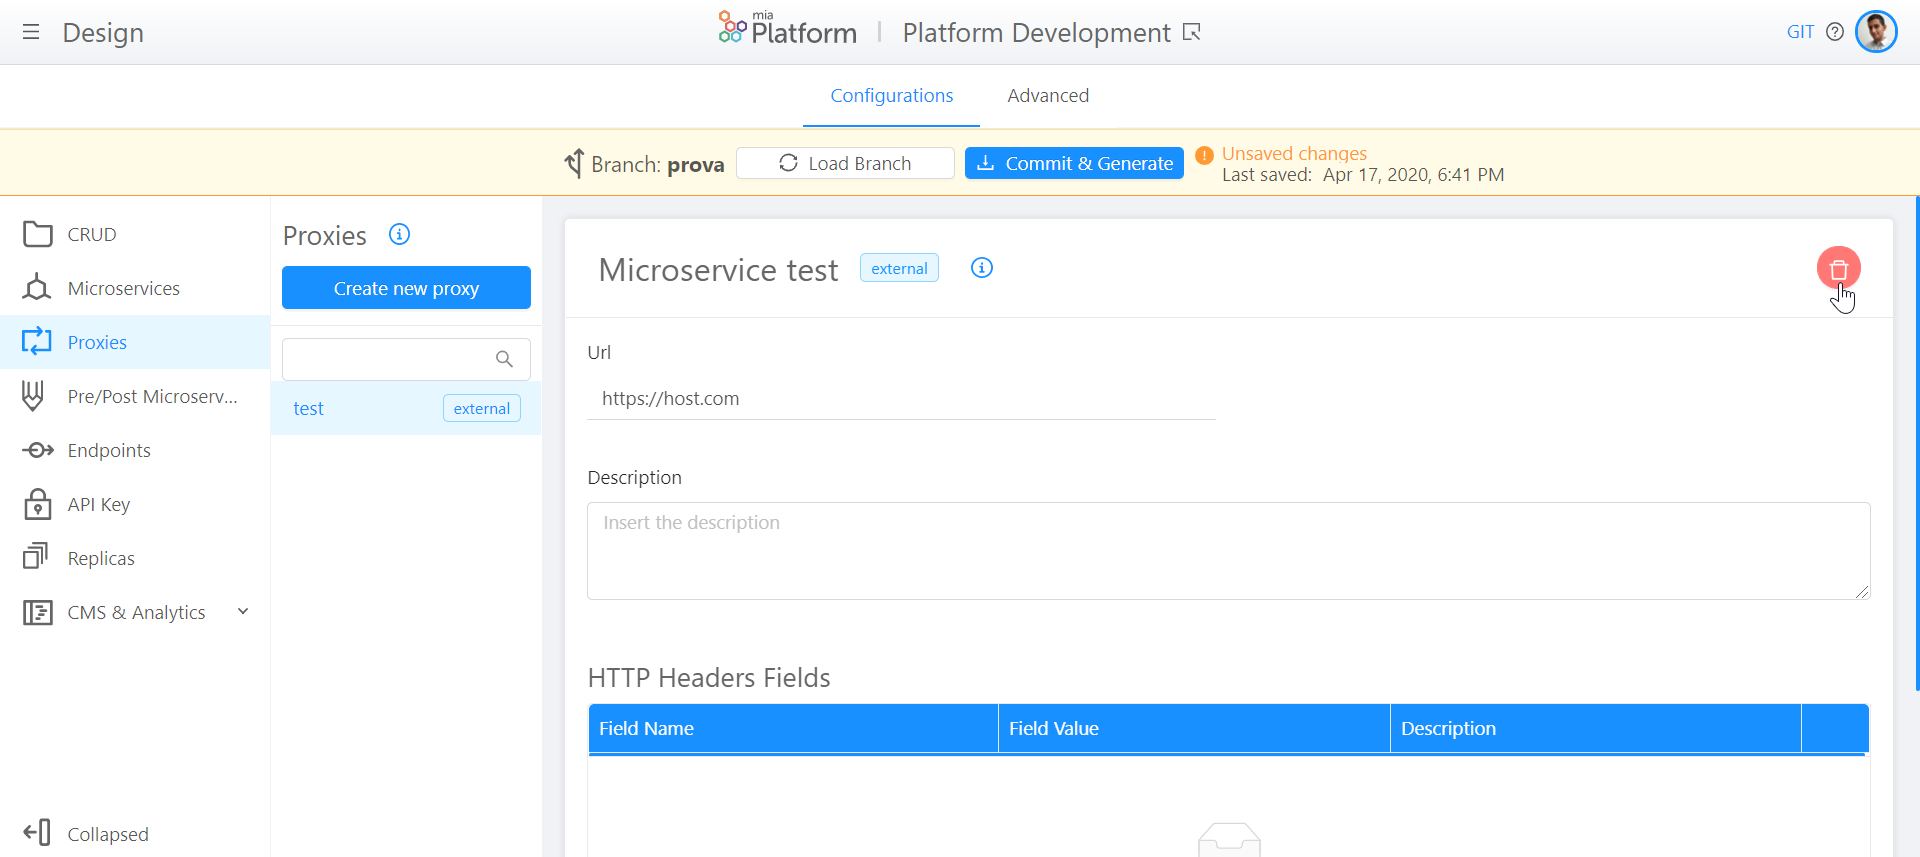 Design
mia
Platform
Platform Development
GIT
Configurations
Advanced
Branch: prova
Load Branch
Commit & Generate
Unsaved changes
Last saved: Apr 17, 2020, 6:41 PM
CRUD
Microservices
Proxies
Pre/Post Microserv...
Endpoints
API Key
Replicas
CMS & Analytics
Collapsed
Proxies
Create new proxy
test
external
Microservice test
external
Url
https://host.com
Description
Insert the description
HTTP Headers Fields
Field Name
Field Value
Description